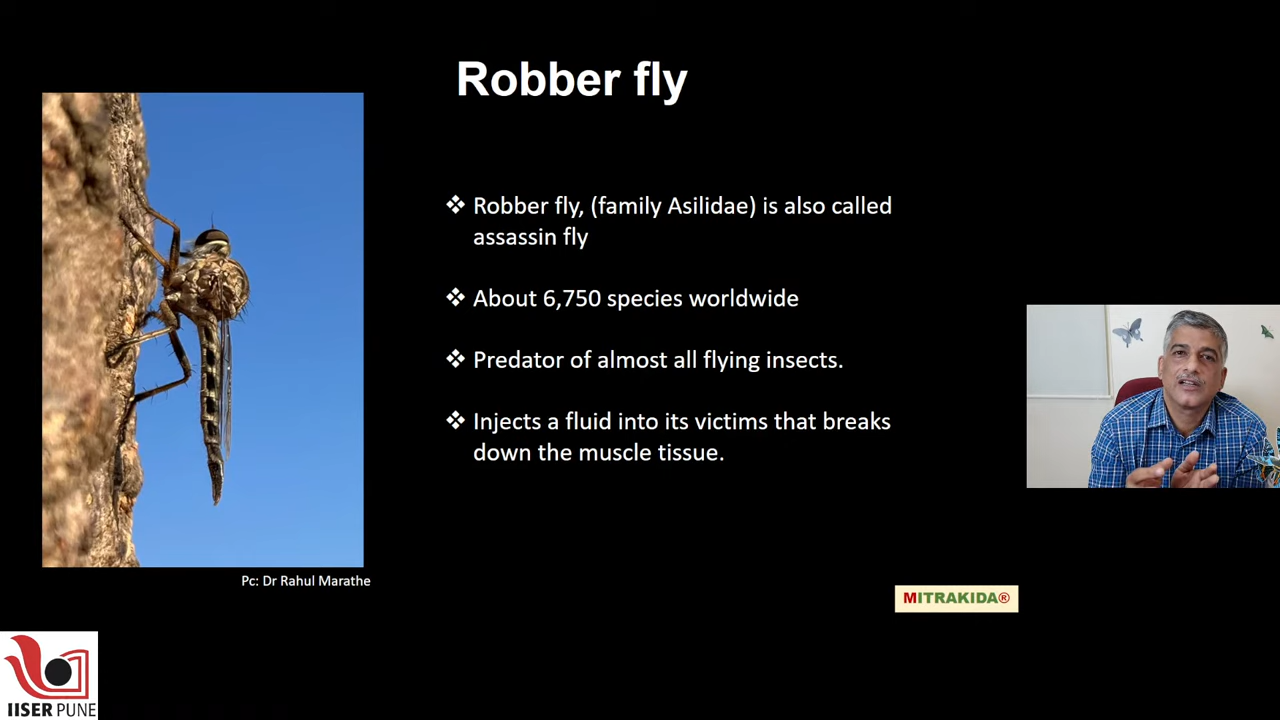 Robber fly
❖ Robber fly, (family Asilidae) is also called
assassin fly
❖ About 6,750 species worldwide
❖ Predator of almost all flying insects.
❖ Injects a fluid into its victims that breaks
down the muscle tissue.
Pc: Dr Rahul Marathe
MITRAKIDA®
IISER PUNE